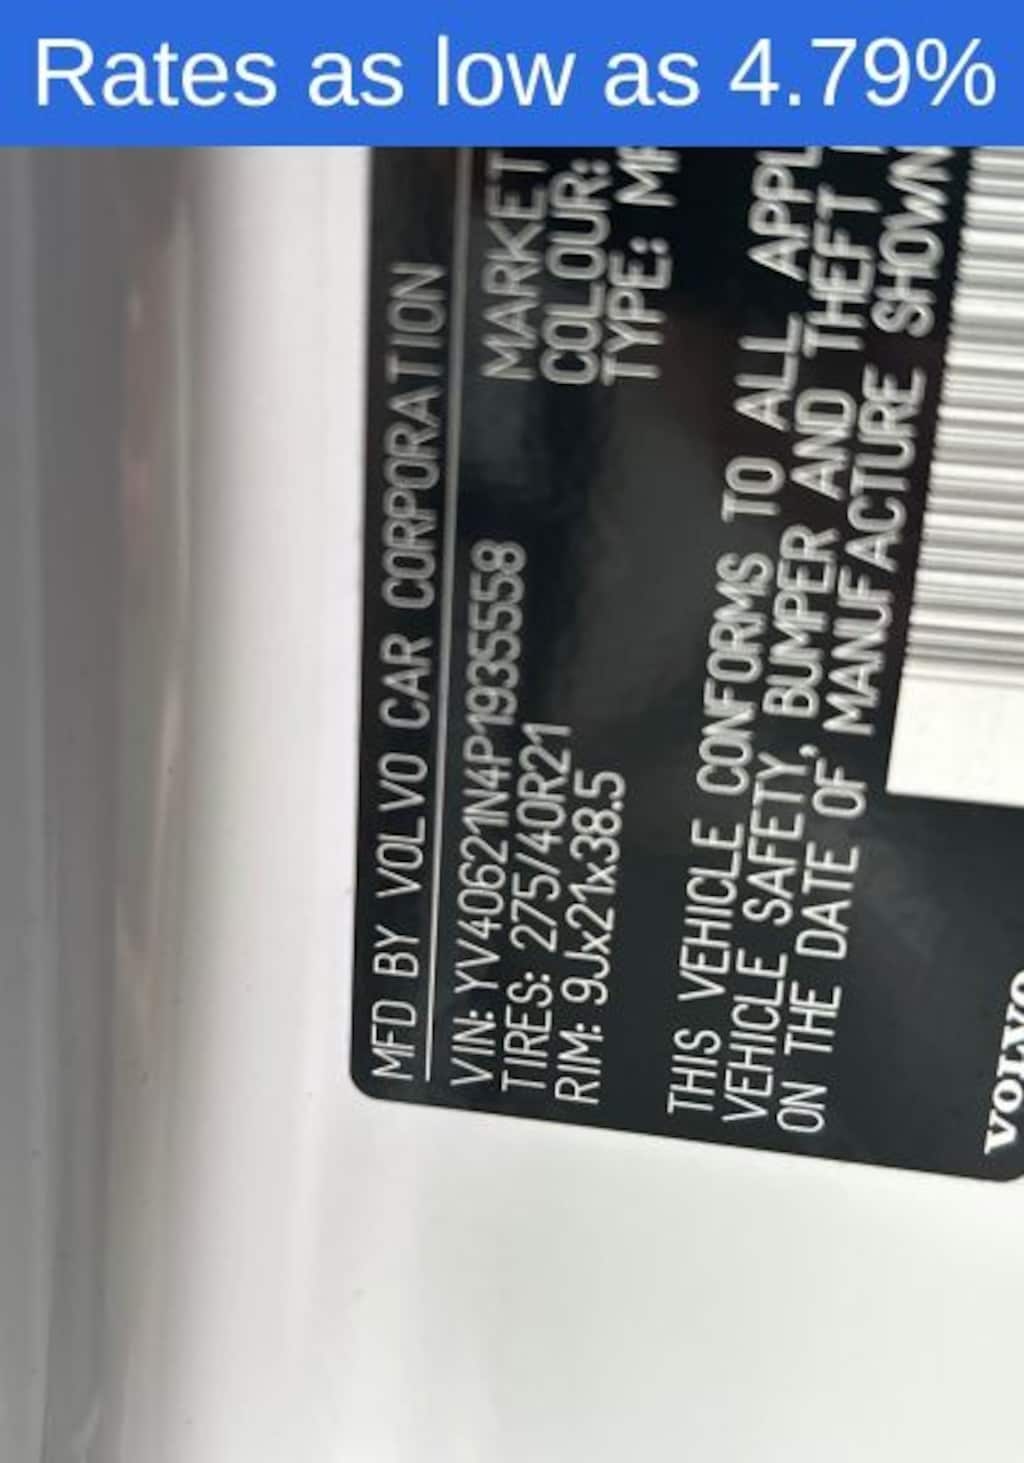 Rates as low as 4.79%
MFD BY VOLVO CAR CORPORATION
VIN: YV40621N4P1935558
TIRES: 275/40R21
RIM: 9Jx21x38.5
MARKET
COLOUR:
TYPE:
THIS VEHICLE CONFORMS TO ALL
VEHICLE SAFETY, BUMPER AND THEFT
ON THE DATE OF MANUFACTURE SHOWN
VOLVO